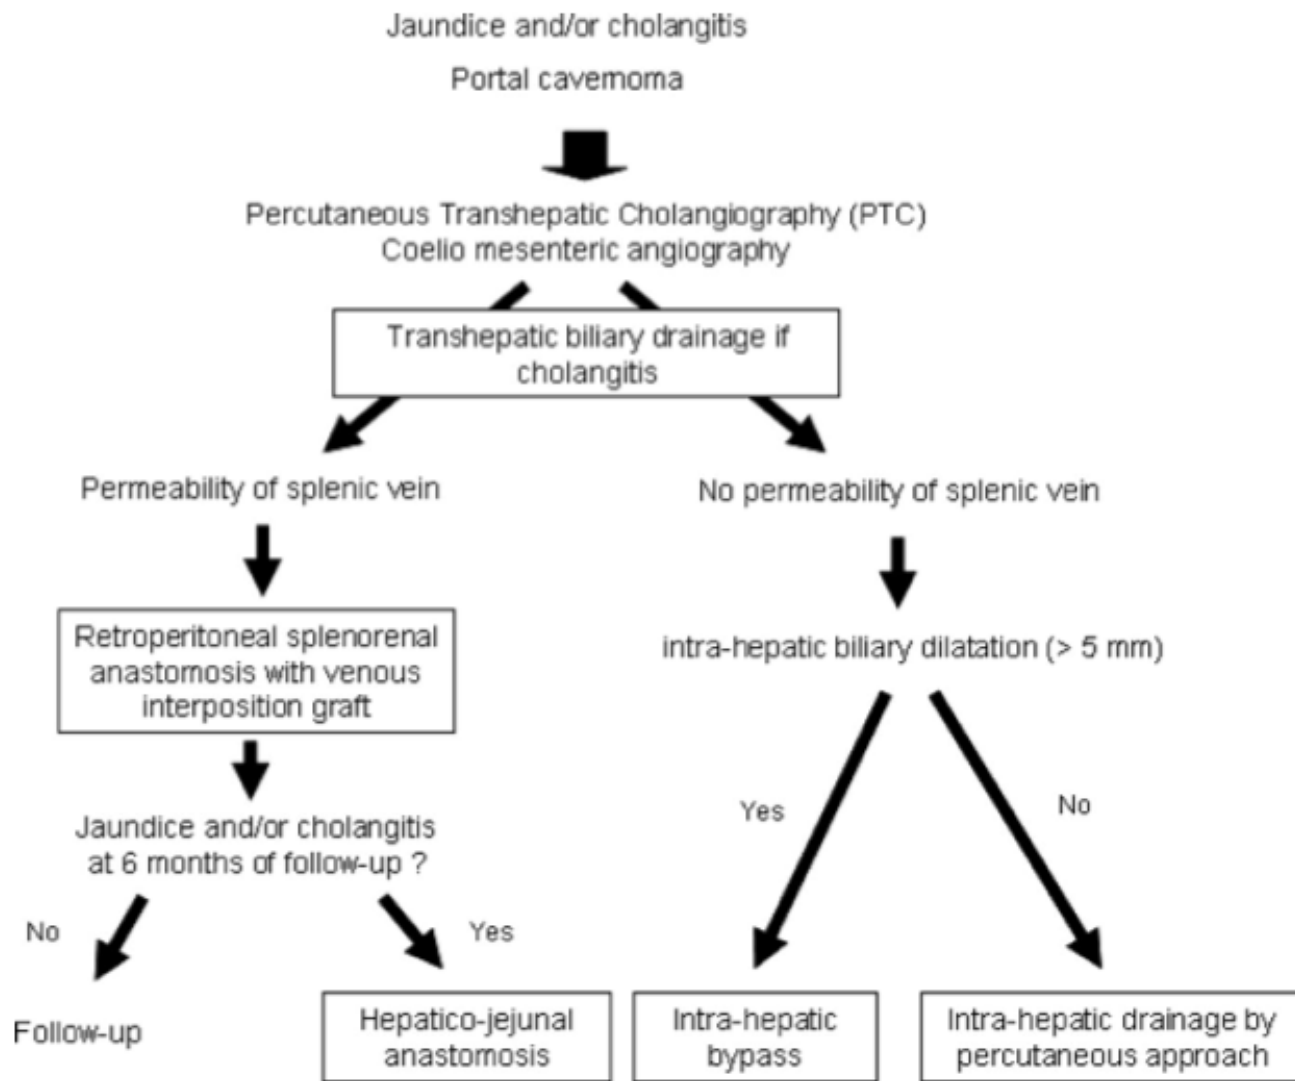 Jaundice and/or cholangitis
Portal cavernoma
Percutaneous Transhepatic Cholangiography (PTC)
Coelio mesenteric angiography
Transhepatic biliary drainage if
cholangitis
Permeability of splenic vein
No permeability of splenic vein
Retroperitoneal splenorenal
anastomosis with venous
interposition graft
intra-hepatic biliary dilatation (> 5 mm)
Jaundice and/or cholangitis
at 6 months of follow-up ?
Yes
No
No
Yes
Follow-up
Hepatico-jejunal
anastomosis
Intra-hepatic
bypass
Intra-hepatic drainage by
percutaneous approach